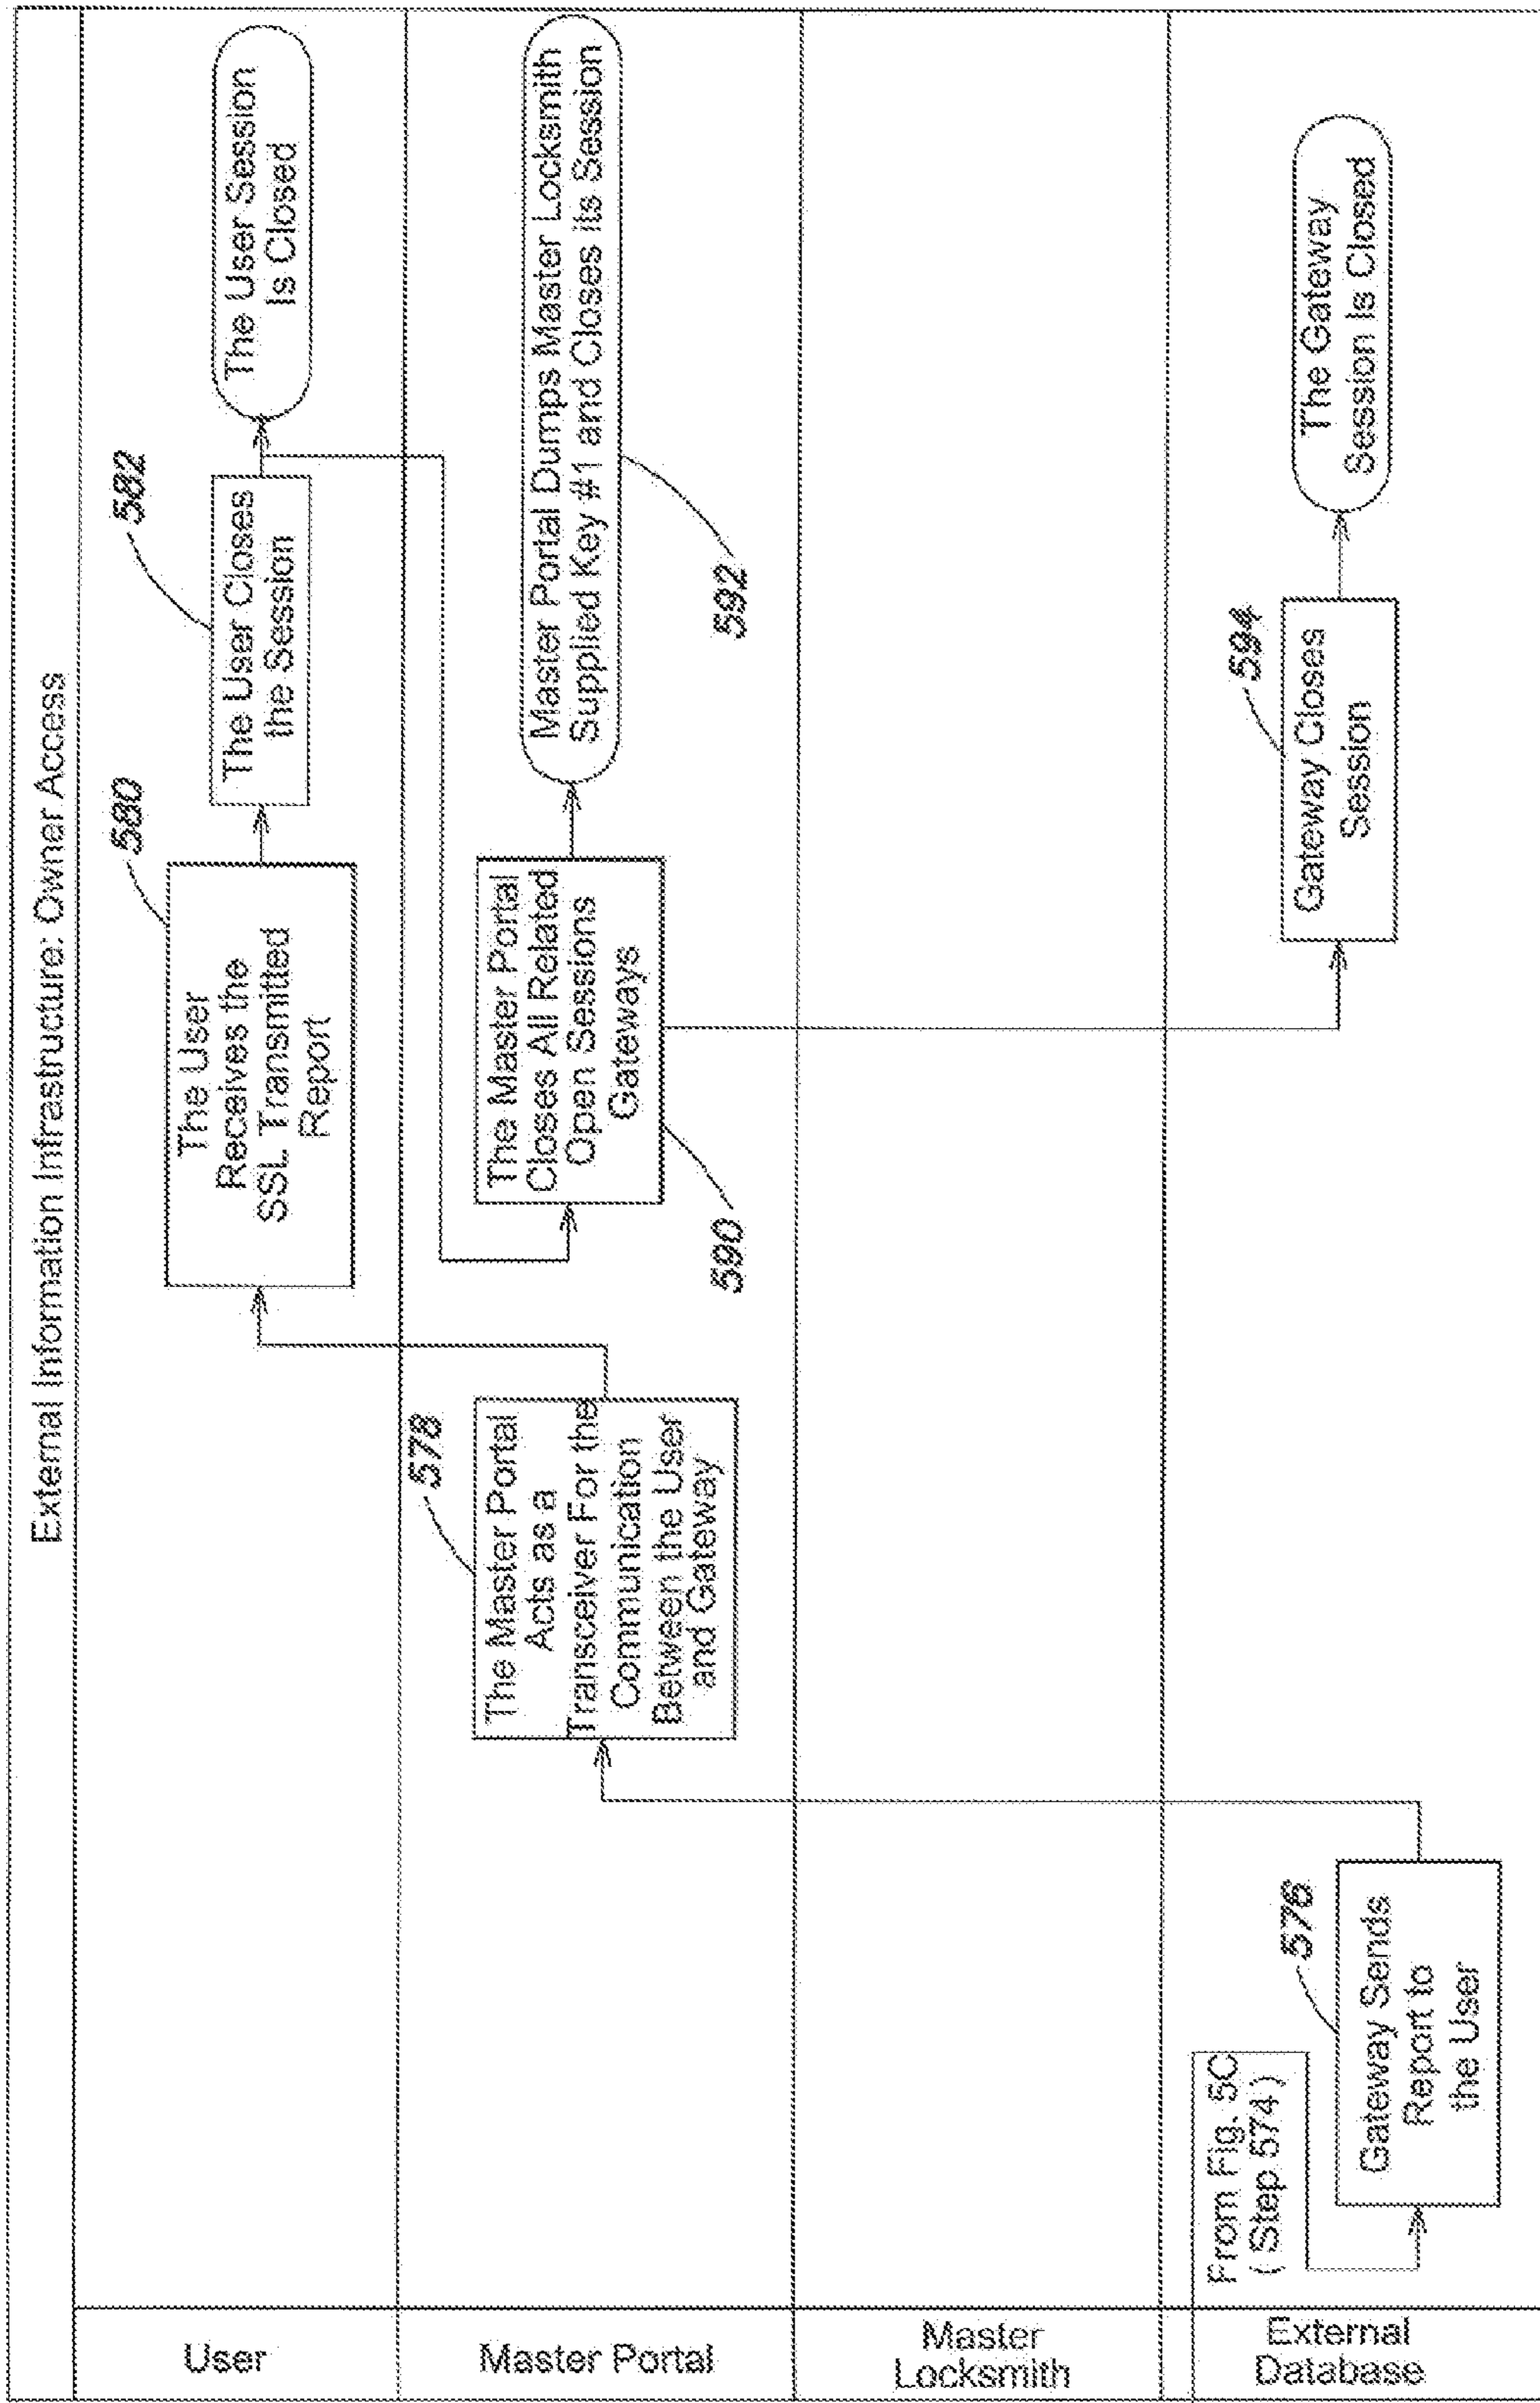 External Information Infrastructure: Owner Access
User
580
The User
Receives the
SSL Transmitted
Report
582
The User Closes
the Session
The User Session
Is Closed
Master Portal
578
The Master Portal
Acts as a
Transceiver For the
Communication
Between the User
and Gateway
590
The Master Portal
Closes All Related
Open Sessions
Gateways
592
Master Portal Dumps Master Locksmith
Supplied Key #1 and Closes its Session
Master
Locksmith
External
Database
From Fig. 5C
( Step 574 )
576
Gateway Sends
Report to
the User
594
Gateway Closes
Session
The Gateway
Session Is Closed